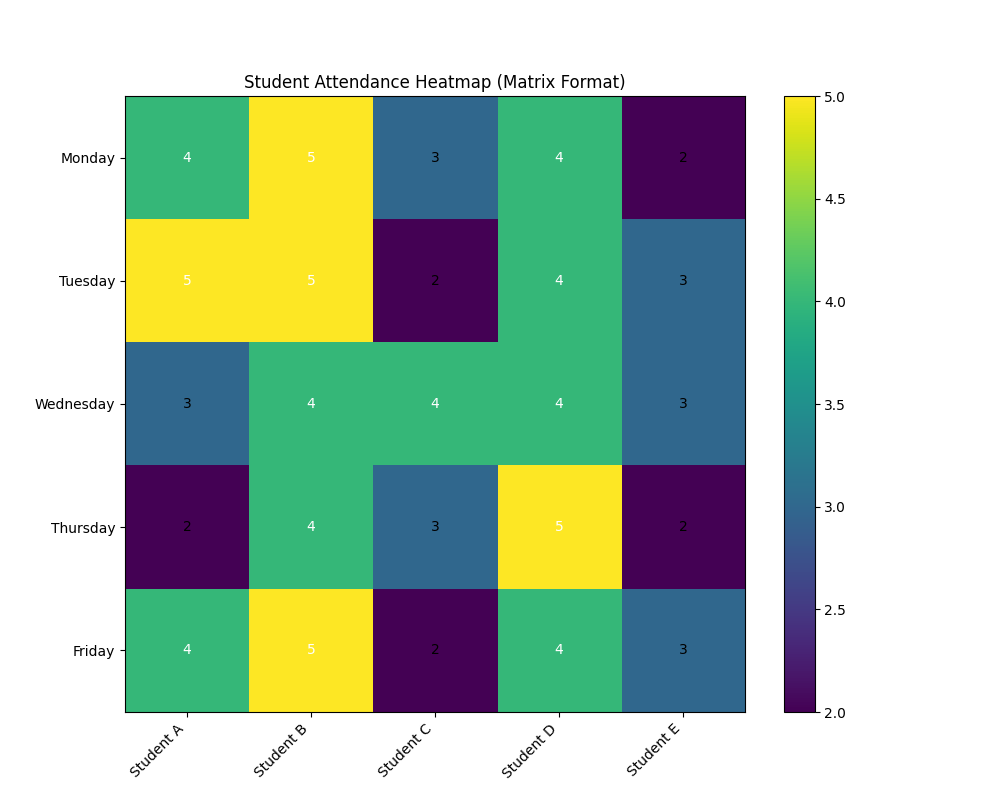 Student Attendance Heatmap (Matrix Format)
Monday 4 5 3 4 2
Tuesday 5 5 2 4 3
Wednesday 3 4 4 4 3
Thursday 2 4 3 5 2
Friday 4 5 2 4 3
Student A Student B Student C Student D Student E
5.0
4.5
4.0
3.5
3.0
2.5
2.0